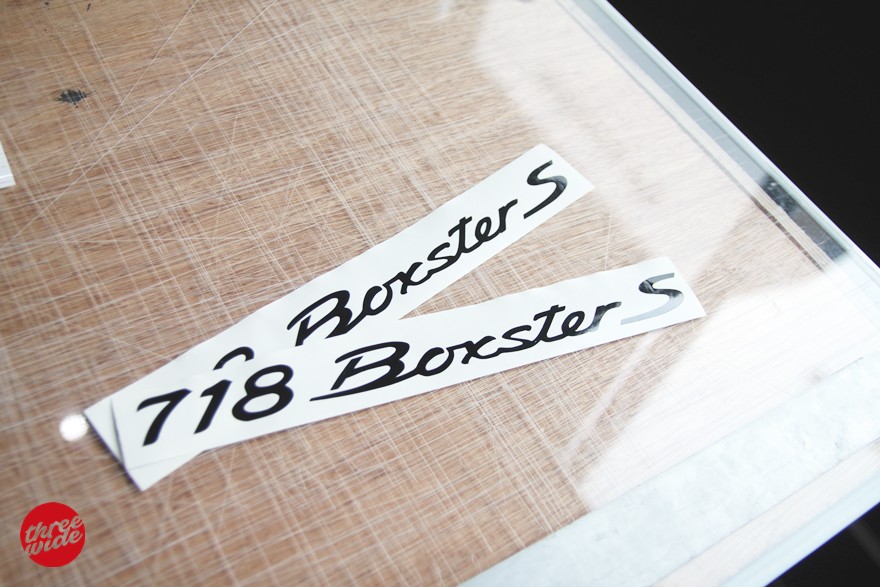 Boxster S
718 Boxster S
three
wide